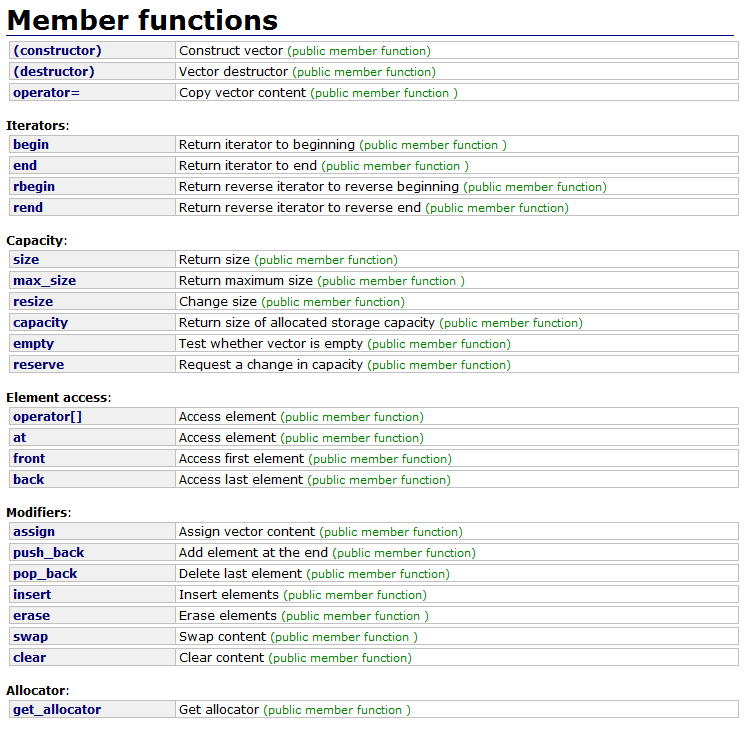 Member functions
(constructor) Construct vector (public member function)
(destructor) Vector destructor (public member function)
operator= Copy vector content (public member function )
Iterators:
begin Return iterator to beginning (public member function )
end Return iterator to end (public member function )
rbegin Return reverse iterator to reverse beginning (public member function)
rend Return reverse iterator to reverse end (public member function)
Capacity:
size Return size (public member function)
max_size Return maximum size (public member function )
resize Change size (public member function)
capacity Return size of allocated storage capacity (public member function)
empty Test whether vector is empty (public member function)
reserve Request a change in capacity (public member function)
Element access:
operator[] Access element (public member function)
at Access element (public member function)
front Access first element (public member function)
back Access last element (public member function)
Modifiers:
assign Assign vector content (public member function)
push_back Add element at the end (public member function)
pop_back Delete last element (public member function)
insert Insert elements (public member function)
erase Erase elements (public member function )
swap Swap content (public member function )
clear Clear content (public member function)
Allocator:
get_allocator Get allocator (public member function )